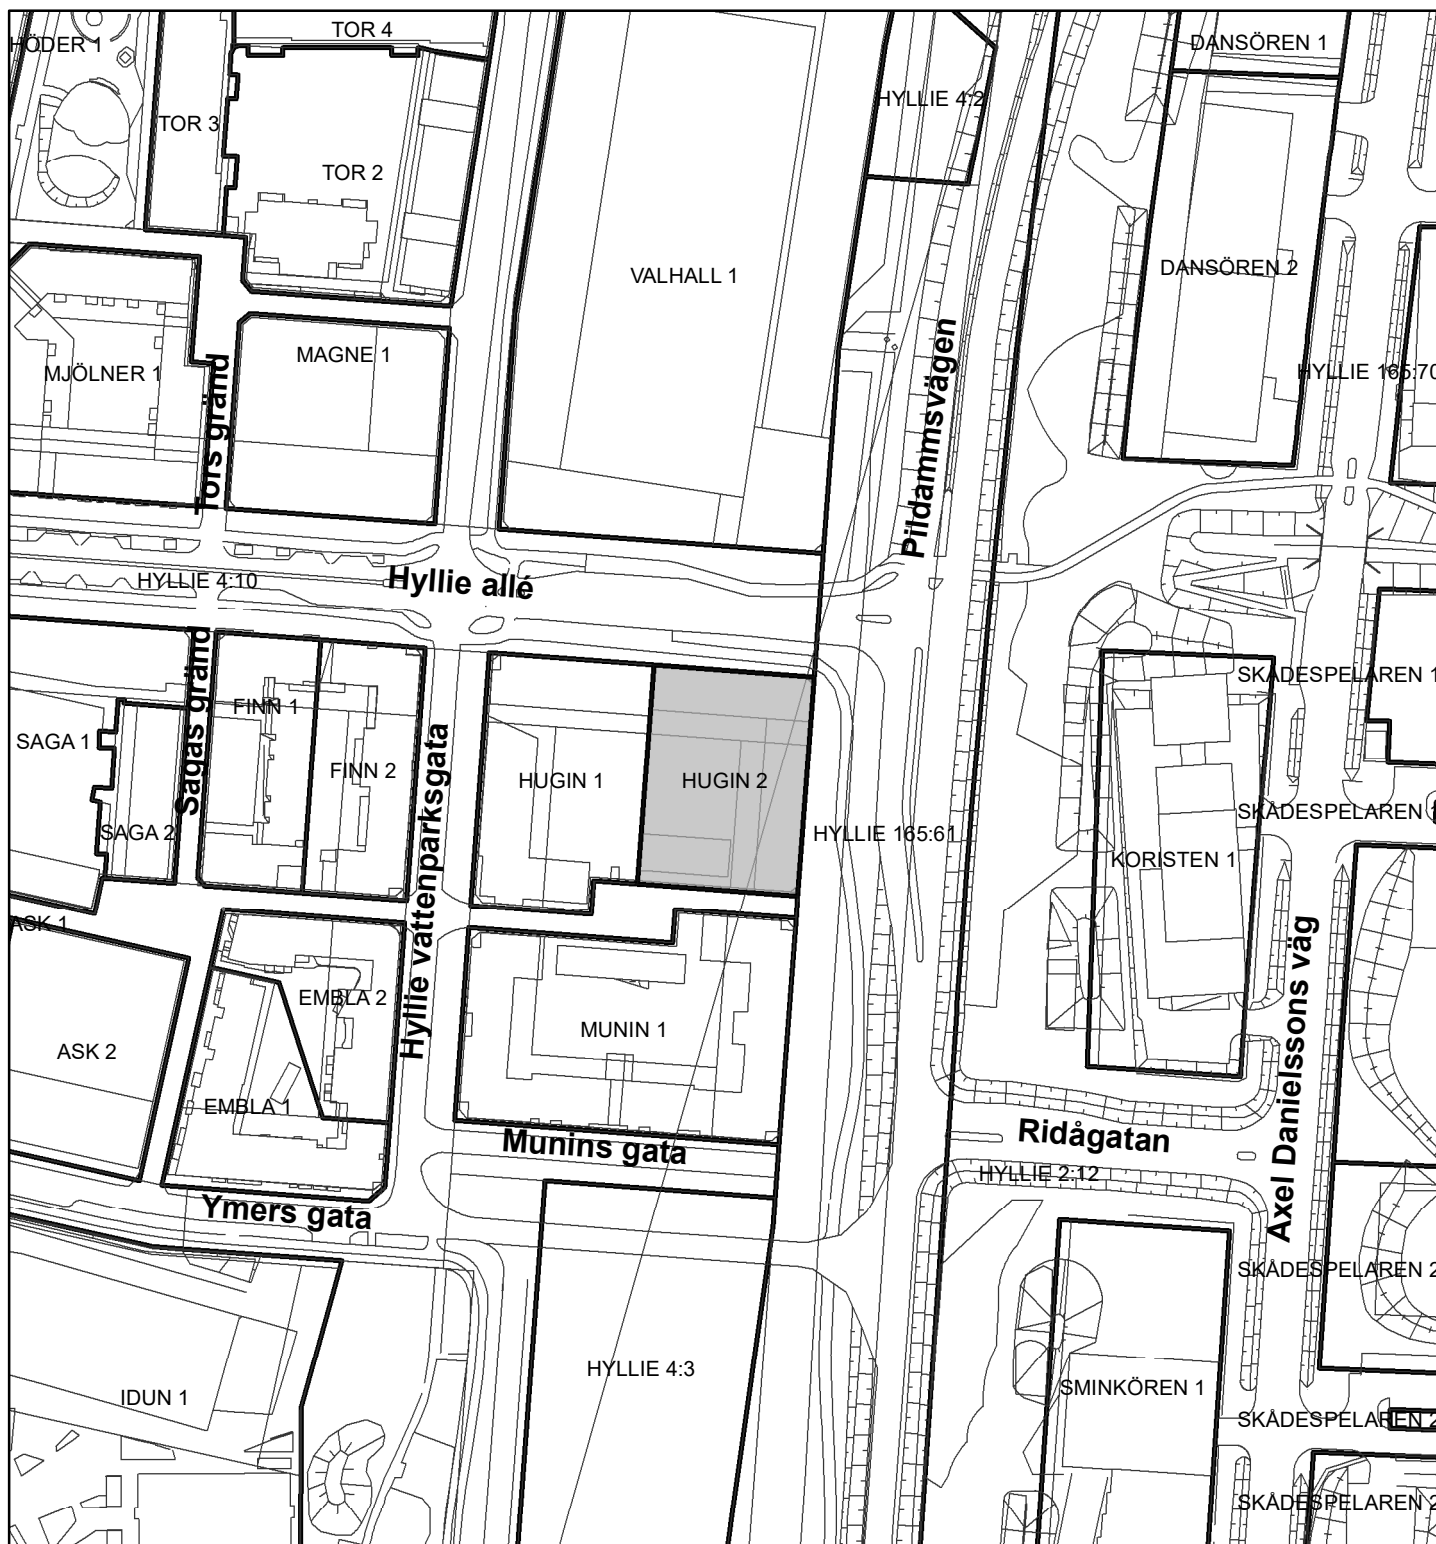 TOR 4
HÖDER 1
DANSÖREN 1
HYLLIE 4:2
TOR 3
TOR 2
VALHALL 1
DANSÖREN 2
MAGNE 1
MJÖLNER 1
HYLLIE 165:70
Tors gränd
Pildammsvägen
HYLLIE 4:10
Hyllie allé
SKÅDESPELAREN 1
Sagas gränd
FINN 1
SAGA 1
FINN 2
HUGIN 1
HUGIN 2
Hyllie vattenparksgata
SAGA 2
HYLLIE 165:61
SKÅDESPELAREN
KORISTEN 1
ASK 1
EMBLA 2
MUNIN 1
ASK 2
EMBLA 1
Axel Danielssons väg
Munins gata
Ridågatan
HYLLIE 2:12
Ymers gata
SKÅDESPELAREN 2
HYLLIE 4:3
SMINKÖREN 1
IDUN 1
SKÅDESPELAREN 2
SKÅDESPELAREN 2